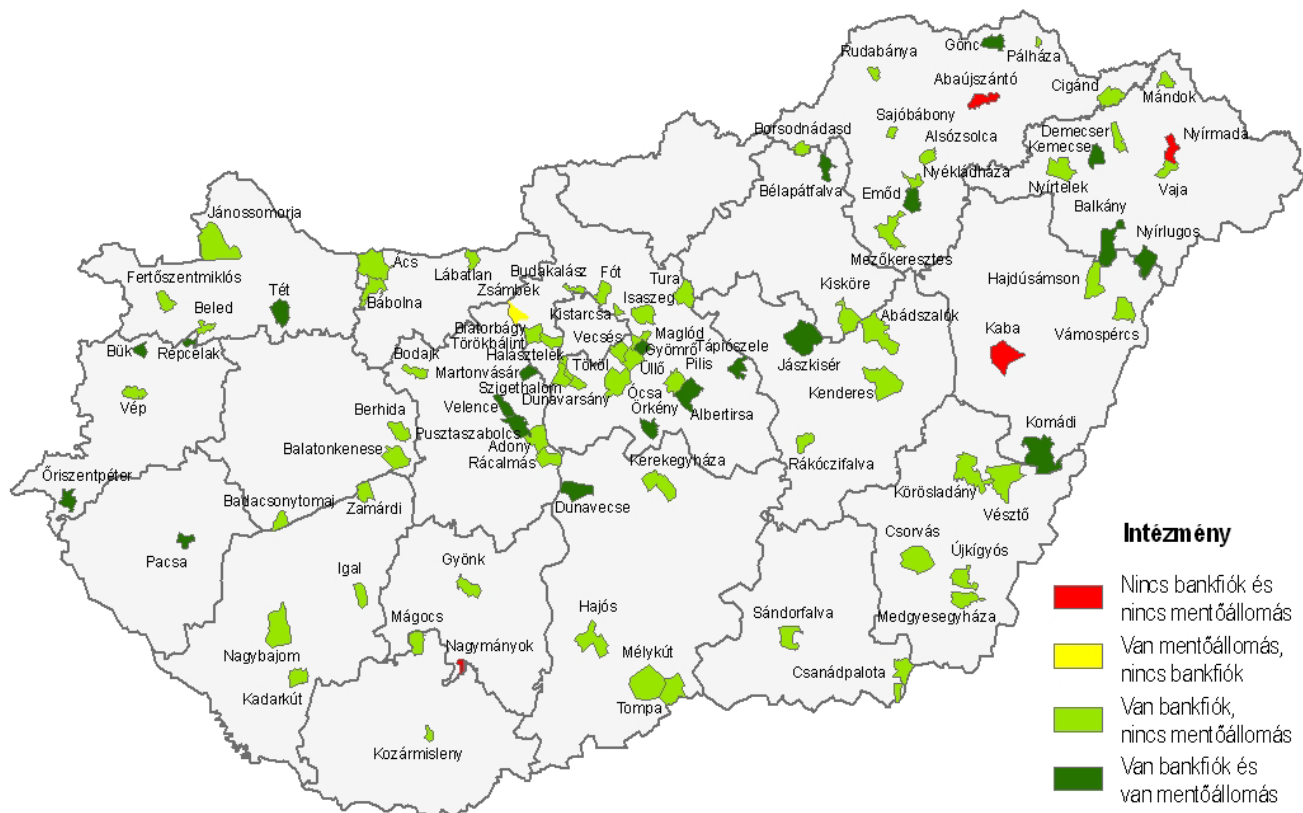 Gönc
Pálháza
Rudabánya
Abaújszántó
Cigánd
Mándok
Sajóbábony
Borsodnádasd
Alsózsolca
Demecser
Kemecse
Nyírmada
Nyékládháza
Bélapátfalva
Emőd
Nyírtelek
Vaja
Balkány
Nyírlugos
Mezőkeresztes
Jánossomorja
Ács
Lábatlan
Budakalász
Fót
Tura
Hajdúsámson
Fertőszentmiklós
Tét
Zsámbék
Isaszeg
Kisköre
Beled
Bábolna
Kistarcsa
Abádszalók
Vámospércs
Biatorbágy
Törökbálint
Vecsés
Maglód
Tápiószele
Kaba
Bük
Répcelak
Bodajk
Halásztelek
Gyömrő
Martonvásár
Tököl
Üllő
Pilis
Jászkisér
Szigethalom
Dunavarsány
Ócsa
Kenderes
Vép
Velence
Örkény
Albertirsa
Berhida
Pusztaszabolcs
Komádi
Balatonkenese
Adony
Rácalmás
Kerekegyháza
Rákóczifalva
Őriszentpéter
Badacsonytomaj
Zamárdi
Dunavecse
Körösladány
Vésztő
Csorvás
Újkígyós
Pacsa
Igal
Gyönk
Medgyesegyháza
Mágocs
Nagymányok
Hajós
Sándorfalva
Nagybajom
Mélykút
Csanádpalota
Kadarkút
Tompa
Kozármisleny
Intézmény
Nincs bankfiók és
nincs mentőállomás
Van mentőállomás,
nincs bankfiók
Van bankfiók,
nincs mentőállomás
Van bankfiók és
van mentőállomás